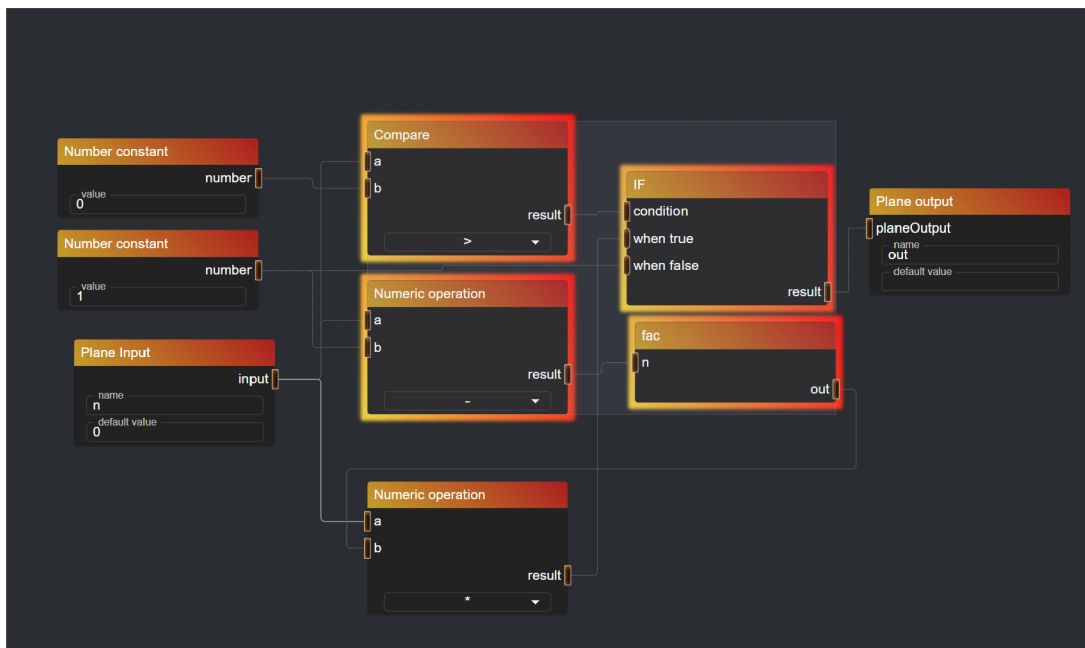 Number constant
number
value
0
Number constant
number
value
1
Plane Input
input
name
n
default value
0
Compare
a
b
result
>
Numeric operation
a
b
result
-
Numeric operation
a
b
result
*
IF
condition
when true
when false
result
fac
n
out
Plane output
planeOutput
name
out
default value